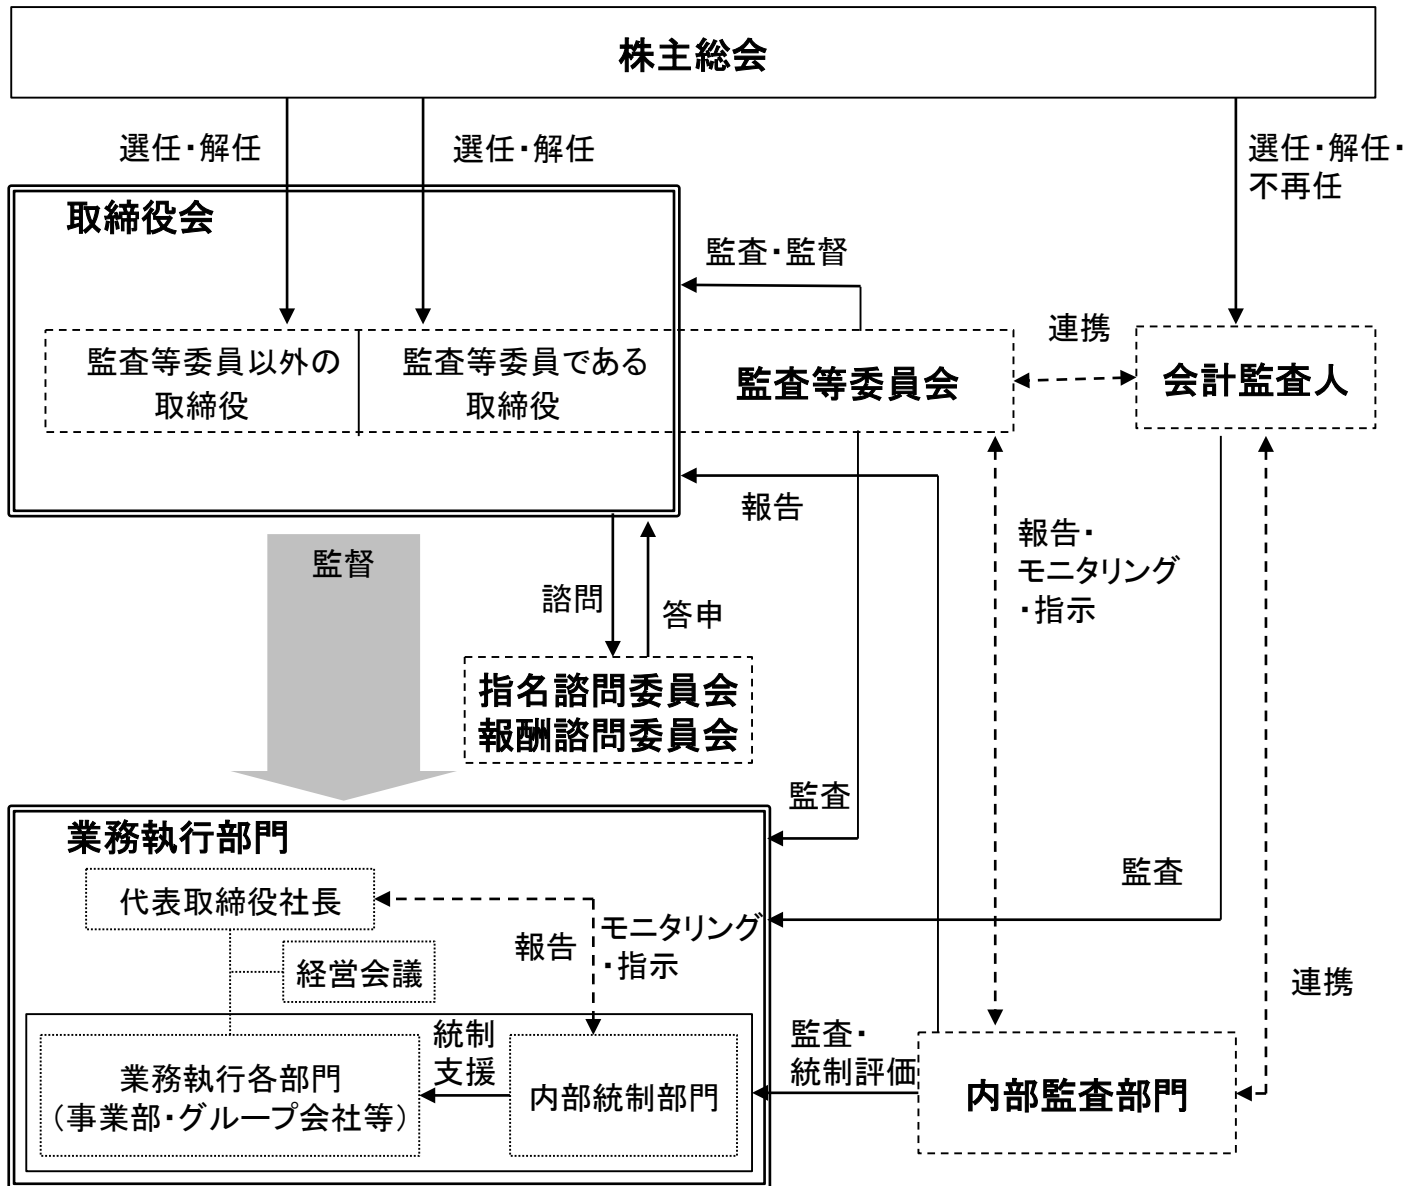 株主総会
選任・解任
選任・解任
選任・解任・
不再任
取締役会
監査・監督
監査等委員以外の
取締役
監査等委員である
取締役
監査等委員会
連携
会計監査人
報告
報告・
モニタリング
・指示
監督
諮問
答申
指名諮問委員会
報酬諮問委員会
監査
業務執行部門
監査
代表取締役社長
報告
モニタリング
・指示
経営会議
連携
統制
支援
監査・
統制評価
業務執行各部門
（事業部・グループ会社等）
内部統制部門
内部監査部門